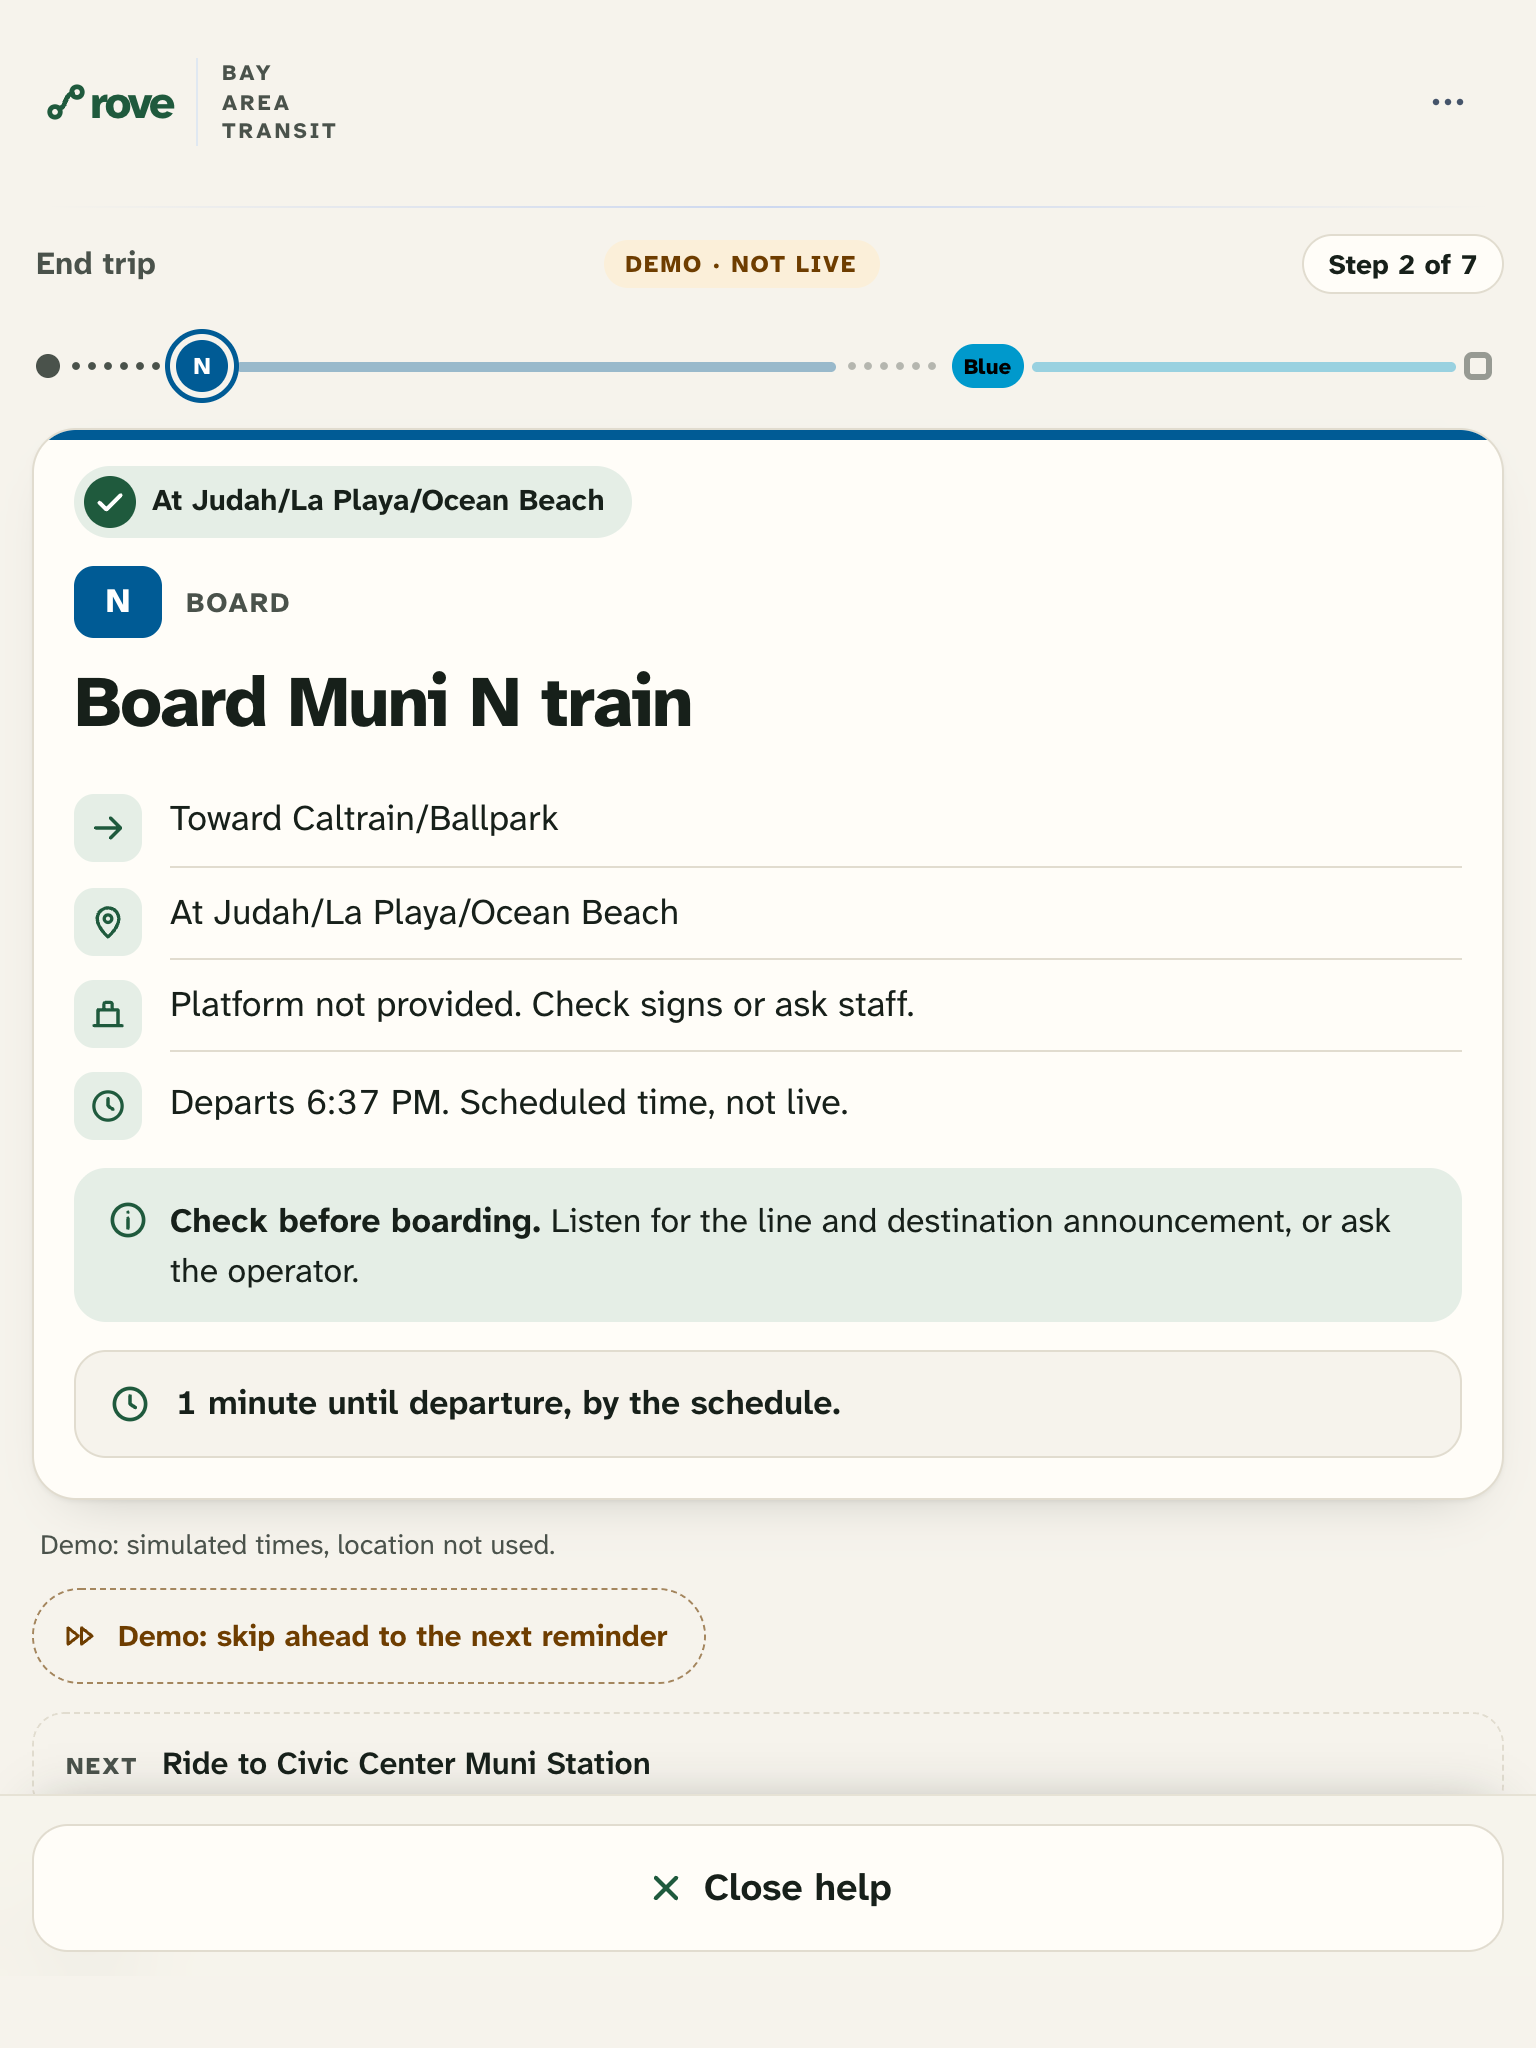 rove
BAY
AREA
TRANSIT
End trip
DEMO · NOT LIVE
Step 2 of 7
N
Blue
At Judah/La Playa/Ocean Beach
N
BOARD
Board Muni N train
Toward Caltrain/Ballpark
At Judah/La Playa/Ocean Beach
Platform not provided. Check signs or ask staff.
Departs 6:37 PM. Scheduled time, not live.
Check before boarding. Listen for the line and destination announcement, or ask
the operator.
1 minute until departure, by the schedule.
Demo: simulated times, location not used.
Demo: skip ahead to the next reminder
NEXT Ride to Civic Center Muni Station
Close help